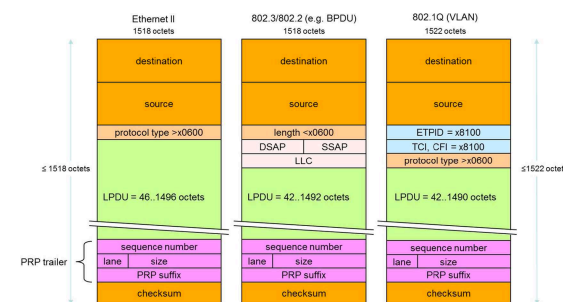 Ethernet II
1518 octets
802.3/802.2 (e.g. BPDU)
1518 octets
802.1Q (VLAN)
1522 octets
destination
destination
destination
source
source
source
protocol type >x0600
length <x0600
ETPID = x8100
DSAP
SSAP
TCI, CFI = x8100
LLC
protocol type >x0600
≤ 1518 octets
≤1522 octets
LPDU = 46..1496 octets
LPDU = 42..1492 octets
LPDU = 42..1490 octets
sequence number
sequence number
sequence number
PRP trailer
lane
size
lane
size
lane
size
PRP suffix
PRP suffix
PRP suffix
checksum
checksum
checksum